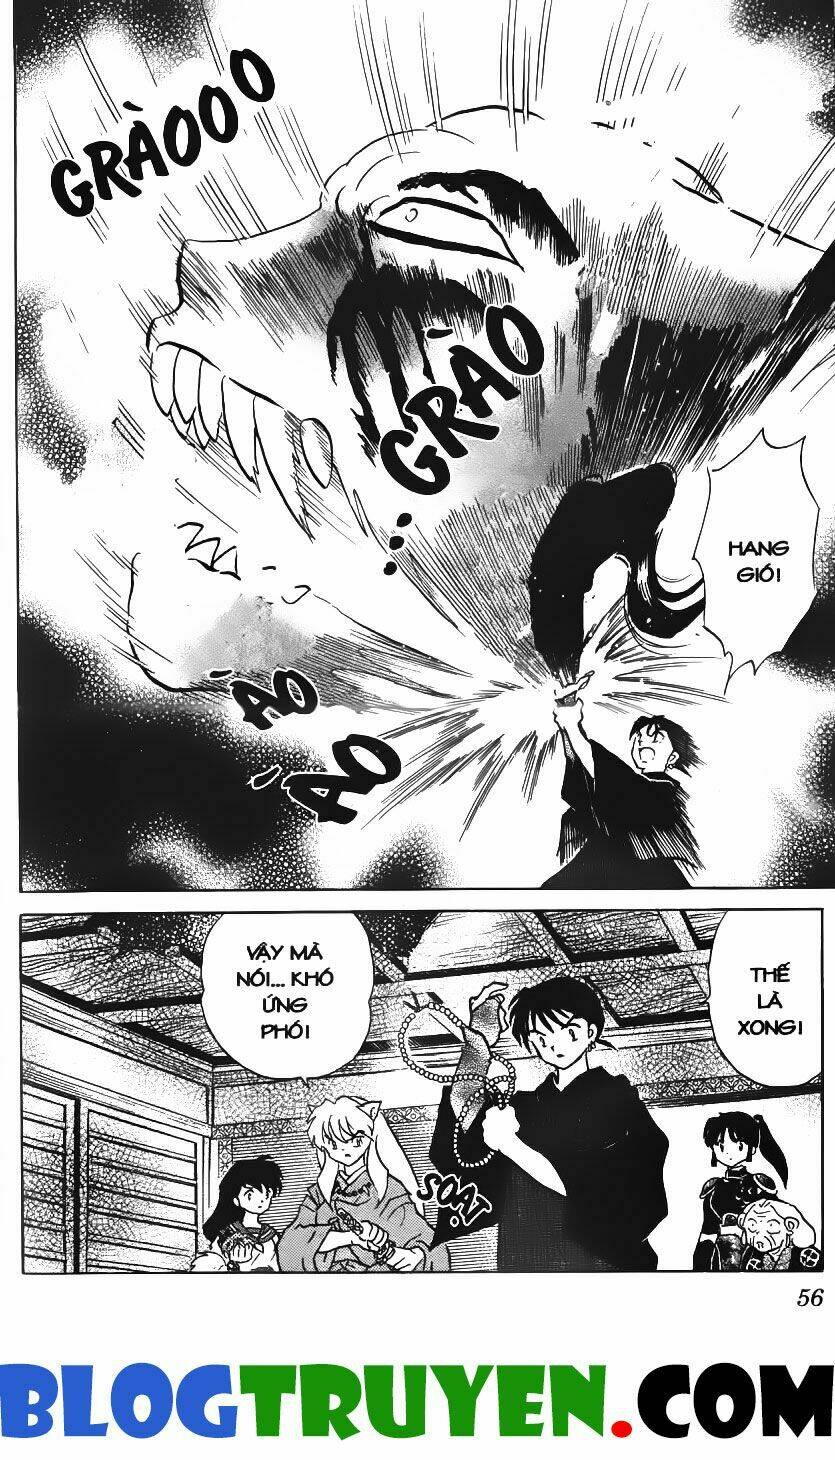 GRÀOOO
GRÀO
...
HANG
GIÓ!
ÀO
ÀO
THẾ
LÀ
XONG!
VẬY MÀ
NÓI... KHÓ
ỨNG
PHÓ!
SOẠT
56
BLOGTRUYEN.COM